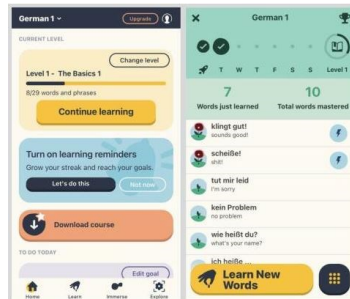 German 1
Upgrade
CURRENT LEVEL
Change level
Level 1 - The Basics 1
8/29 words and phrases
Continue learning
Turn on learning reminders
Grow your streak and reach your goals.
Let's do this
Not now
Download course
TO DO TODAY
Edit goal
Home
Learn
Immerse
Explore
German 1
T W T F S S Level 1
7
Words just learned
10
Total words mastered
klingt gut!
sounds good!
scheiße!
shit!
tut mir leid
I'm sorry
kein Problem
no problem
wie heißt du?
what's your name?
ich heiße ...
Learn New
Words